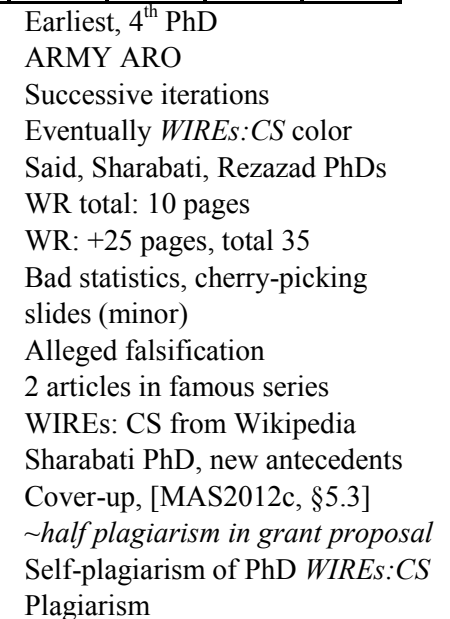 Earliest, 4th PhD
ARMY ARO
Successive iterations
Eventually WIREs:CS color
Said, Sharabati, Rezazad PhDs
WR total: 10 pages
WR: +25 pages, total 35
Bad statistics, cherry-picking
slides (minor)
Alleged falsification
2 articles in famous series
WIREs: CS from Wikipedia
Sharabati PhD, new antecedents
Cover-up, [MAS2012c, §5.3]
~half plagiarism in grant proposal
Self-plagiarism of PhD WIREs:CS
Plagiarism